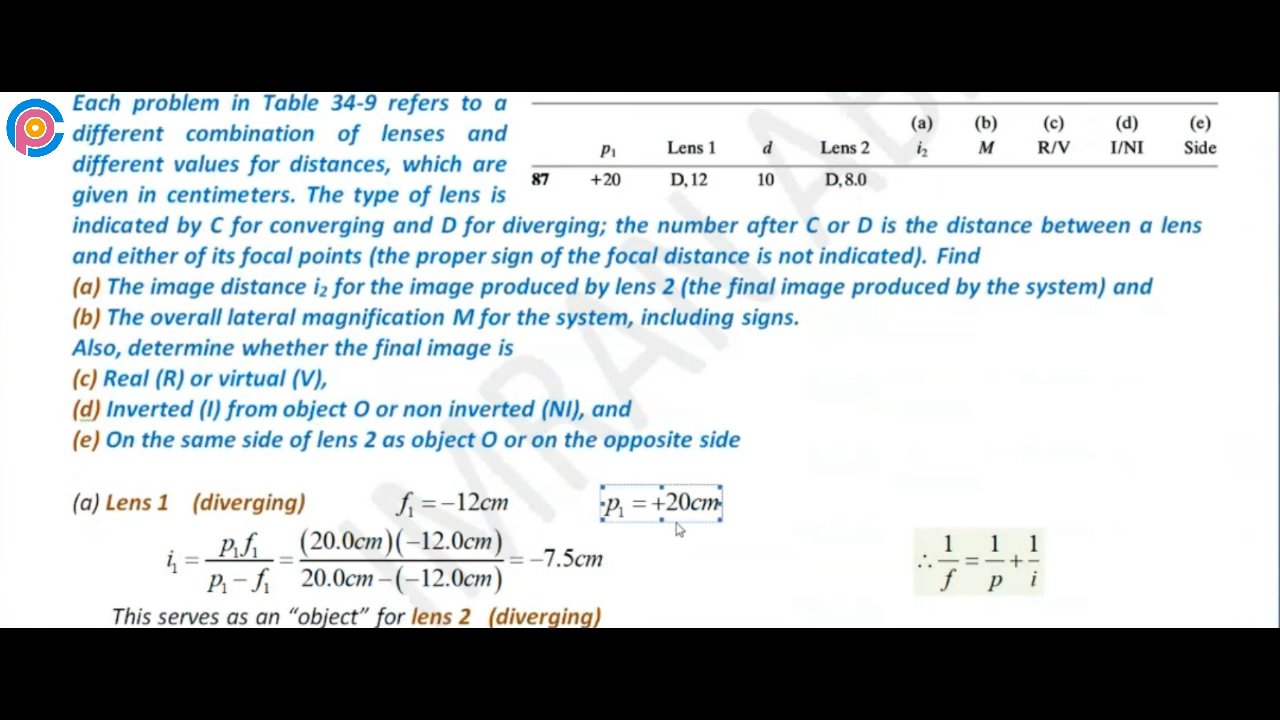 Each problem in Table 34-9 refers to a
different combination of lenses and
different values for distances, which are
given in centimeters. The type of lens is
(a) (b) (c) (d) (e)
p₁ Lens 1 d Lens 2 i₂ M R/V I/NI Side
87 +20 D, 12 10 D, 8.0
indicated by C for converging and D for diverging; the number after C or D is the distance between a lens
and either of its focal points (the proper sign of the focal distance is not indicated). Find
(a) The image distance i₂ for the image produced by lens 2 (the final image produced by the system) and
(b) The overall lateral magnification M for the system, including signs.
Also, determine whether the final image is
(c) Real (R) or virtual (V),
(d) Inverted (I) from object O or non inverted (NI), and
(e) On the same side of lens 2 as object O or on the opposite side
(a) Lens 1 (diverging) f₁ = −12cm p₁ = +20cm
i₁ = p₁f₁ / (p₁ − f₁) = (20.0cm)(−12.0cm) / (20.0cm − (−12.0cm)) = −7.5cm
∴ 1/f = 1/p + 1/i
This serves as an “object” for lens 2 (diverging)